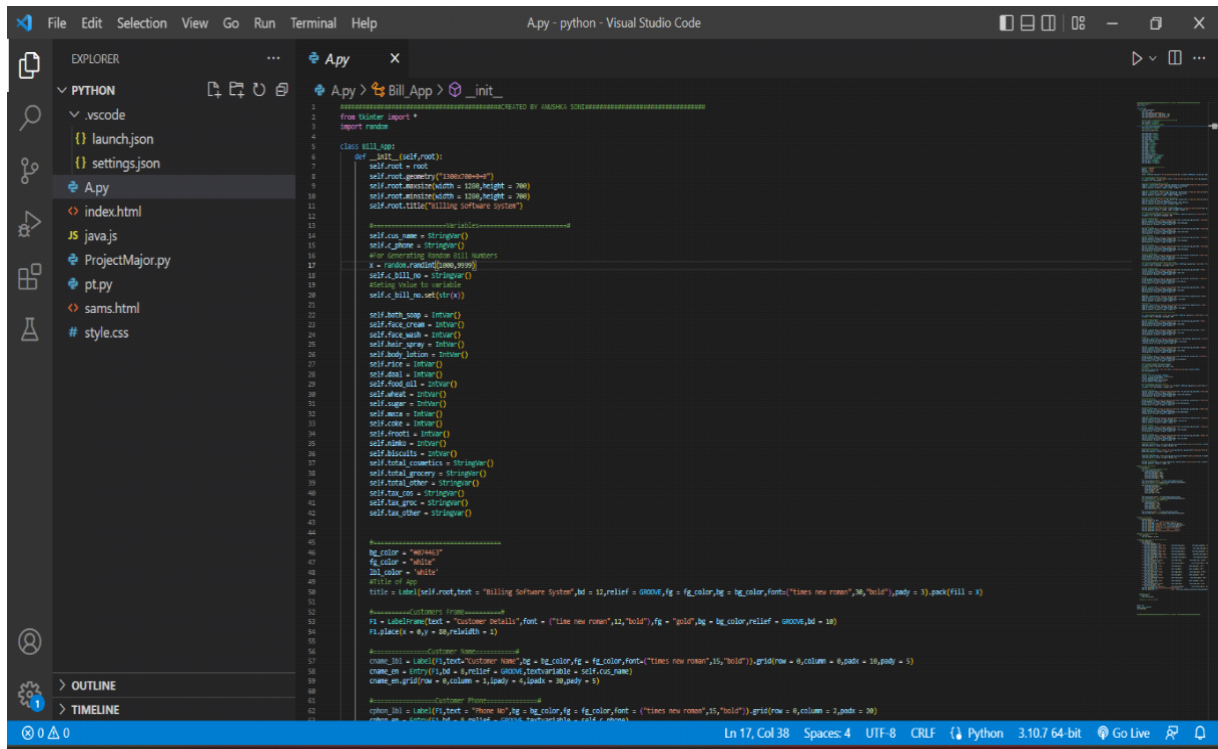 File Edit Selection View Go Run Terminal Help A.py - python - Visual Studio Code
EXPLORER
PYTHON
.vscode
{} launch.json
{} settings.json
A.py
<> index.html
JS java.js
ProjectMajor.py
pt.py
<> sams.html
# style.css
OUTLINE
TIMELINE
A.py
A.py > Bill_App > __init__
1 CREATED BY ANUSHKA SONI
2 from tkinter import *
3 import random
4
5 class Bill_App:
6 def __init__(self,root):
7 self.root = root
8 self.root.geometry("1300x700+0+0")
9 self.root.maxsize(width = 1280,height = 700)
10 self.root.minsize(width = 1280,height = 700)
11 self.root.title("Billing Software System")
12
13 #====================Variables========================#
14 self.cus_name = StringVar()
15 self.c_phone = StringVar()
16 #For Generating Random Bill Numbers
17 x = random.randint(1000,9999)
18 self.c_bill_no = StringVar()
19 #Seting Value to variable
20 self.c_bill_no.set(str(x))
21
22 self.bath_soap = IntVar()
23 self.face_cream = IntVar()
24 self.face_wash = IntVar()
25 self.hair_spray = IntVar()
26 self.body_lotion = IntVar()
27 self.rice = IntVar()
28 self.daal = IntVar()
29 self.food_oil = IntVar()
30 self.wheat = IntVar()
31 self.sugar = IntVar()
32 self.maza = IntVar()
33 self.coke = IntVar()
34 self.frooti = IntVar()
35 self.nimko = IntVar()
36 self.biscuits = IntVar()
37 self.total_cosmetics = StringVar()
38 self.total_grocery = StringVar()
39 self.total_other = StringVar()
40 self.tax_cos = StringVar()
41 self.tax_groc = StringVar()
42 self.tax_other = StringVar()
43
44
45 #===================================
46 bg_color = "#074463"
47 fg_color = "white"
48 lbl_color = 'white'
49 #Title of App
50 title = Label(self.root,text = "Billing Software System",bd = 12,relief = GROOVE,fg = fg_color,bg = bg_color,font=("times new roman",30,"bold"),pady = 3).pack(fill = X)
51
52 #==========Customers Frame==========#
53 F1 = LabelFrame(text = "Customer Details",font = ("time new roman",12,"bold"),fg = "gold",bg = bg_color,relief = GROOVE,bd = 10)
54 F1.place(x = 0,y = 80,relwidth = 1)
55
56 #===============Customer Name===========#
57 cname_lbl = Label(F1,text="Customer Name",bg = bg_color,fg = fg_color,font=("times new roman",15,"bold")).grid(row = 0,column = 0,padx = 10,pady = 5)
58 cname_en = Entry(F1,bd = 8,relief = GROOVE,textvariable = self.cus_name)
59 cname_en.grid(row = 0,column = 1,ipady = 4,ipadx = 30,pady = 5)
60
61 #=================Customer Phone==============#
62 cphon_lbl = Label(F1,text = "Phone No",bg = bg_color,fg = fg_color,font = ("times new roman",15,"bold")).grid(row = 0,column = 2,padx = 20)
63 cphon_en = Entry(F1,bd = 8,relief = GROOVE,textvariable = self.c_phone)
1
0 0 Ln 17, Col 38 Spaces: 4 UTF-8 CRLF Python 3.10.7 64-bit Go Live